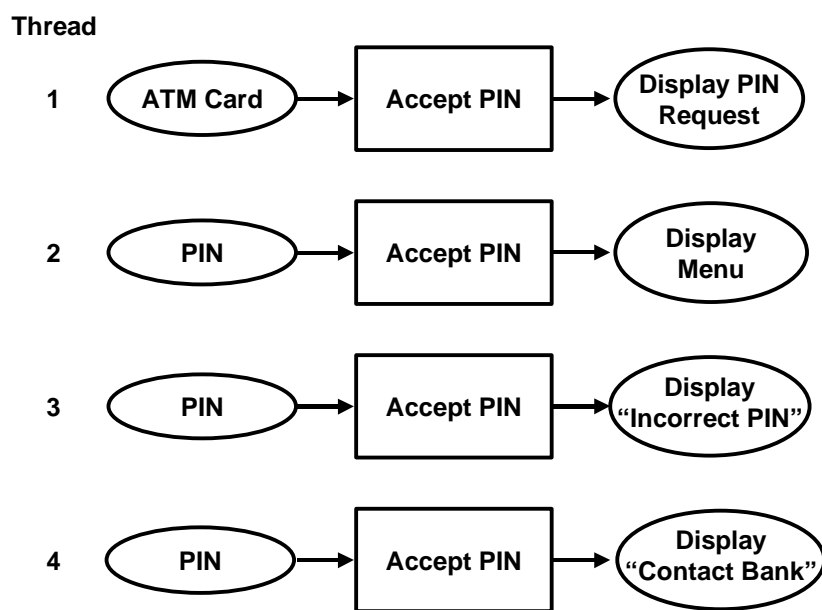 Thread
1
ATM Card
Accept PIN
Display PIN
Request
2
PIN
Accept PIN
Display
Menu
3
PIN
Accept PIN
Display
“Incorrect PIN”
4
PIN
Accept PIN
Display
“Contact Bank”